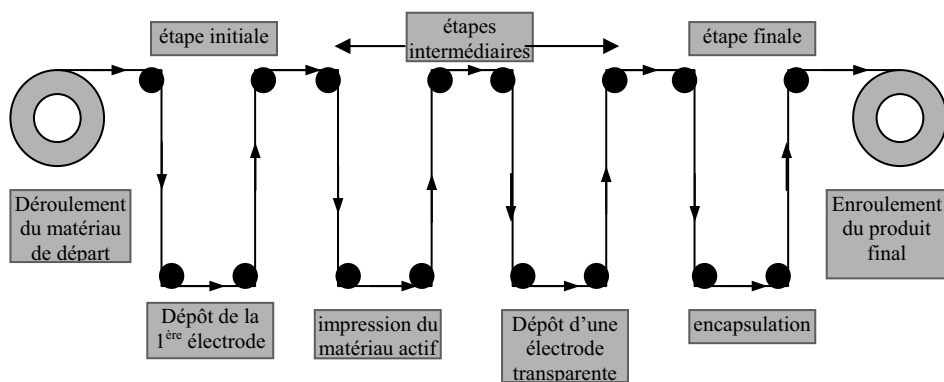 étape initiale
étapes
intermédiaires
étape finale
Déroulement
du matériau
de départ
Enroulement
du produit
final
Dépôt de la
1ère électrode
impression du
matériau actif
Dépôt d’une
électrode
transparente
encapsulation